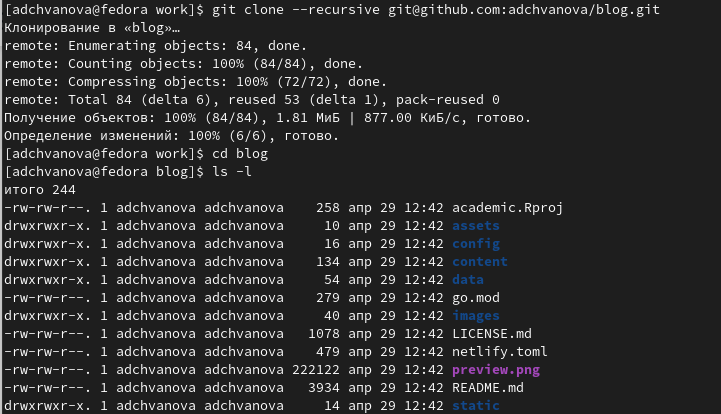 [adchvanova@fedora work]$ git clone --recursive git@github.com:adchvanova/blog.git
Клонирование в «blog»…
remote: Enumerating objects: 84, done.
remote: Counting objects: 100% (84/84), done.
remote: Compressing objects: 100% (72/72), done.
remote: Total 84 (delta 6), reused 53 (delta 1), pack-reused 0
Получение объектов: 100% (84/84), 1.81 МиБ | 877.00 КиБ/с, готово.
Определение изменений: 100% (6/6), готово.
[adchvanova@fedora work]$ cd blog
[adchvanova@fedora blog]$ ls -l
итого 244
-rw-rw-r--. 1 adchvanova adchvanova    258 апр 29 12:42 academic.Rproj
drwxrwxr-x. 1 adchvanova adchvanova     10 апр 29 12:42 assets
drwxrwxr-x. 1 adchvanova adchvanova     16 апр 29 12:42 config
drwxrwxr-x. 1 adchvanova adchvanova    134 апр 29 12:42 content
drwxrwxr-x. 1 adchvanova adchvanova     54 апр 29 12:42 data
-rw-rw-r--. 1 adchvanova adchvanova    279 апр 29 12:42 go.mod
drwxrwxr-x. 1 adchvanova adchvanova     40 апр 29 12:42 images
-rw-rw-r--. 1 adchvanova adchvanova   1078 апр 29 12:42 LICENSE.md
-rw-rw-r--. 1 adchvanova adchvanova    479 апр 29 12:42 netlify.toml
-rw-rw-r--. 1 adchvanova adchvanova 222122 апр 29 12:42 preview.png
-rw-rw-r--. 1 adchvanova adchvanova   3934 апр 29 12:42 README.md
drwxrwxr-x. 1 adchvanova adchvanova     14 апр 29 12:42 static